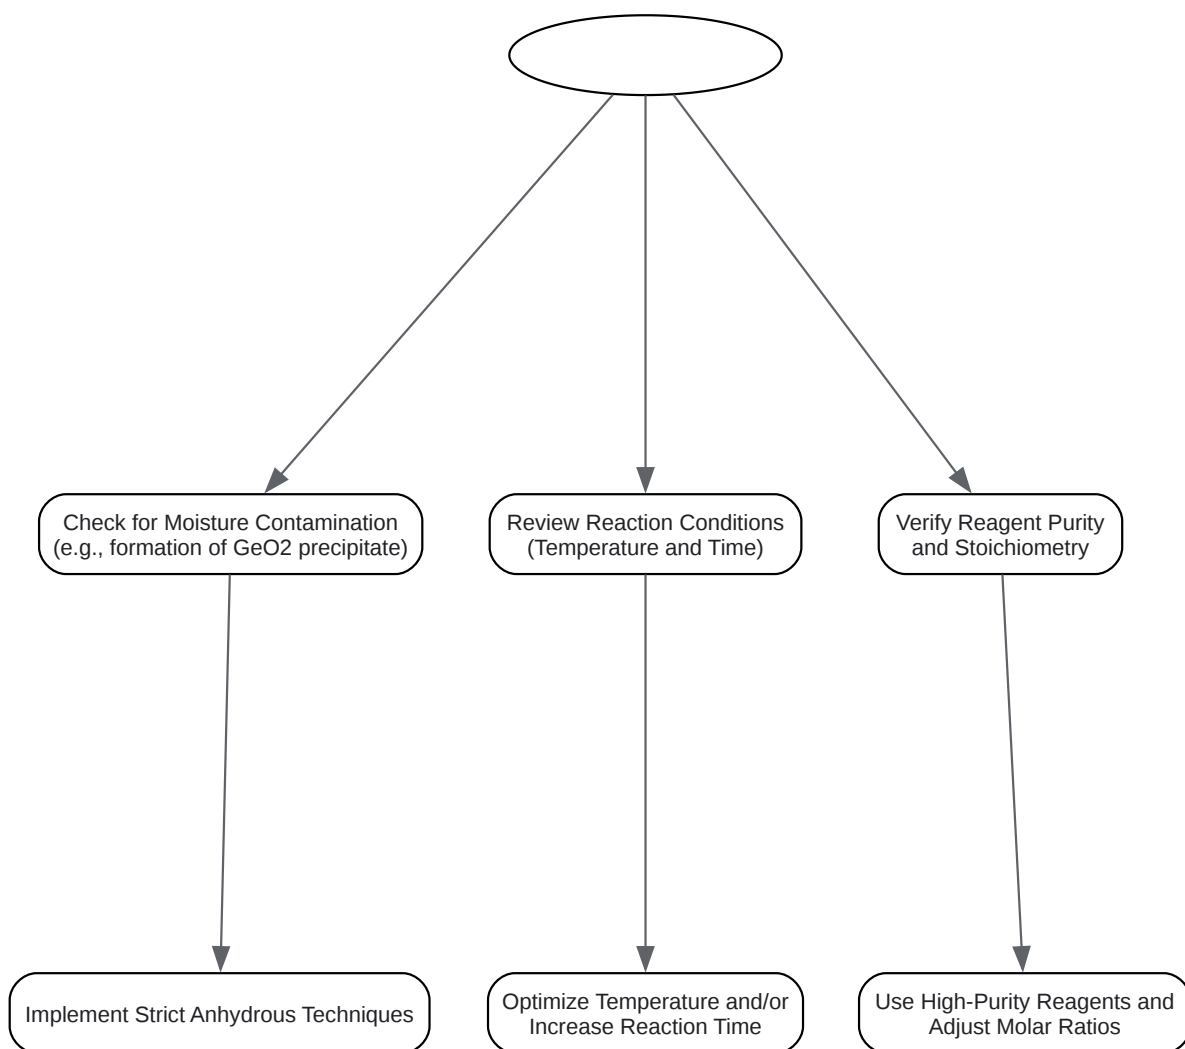 Check for Moisture Contamination
(e.g., formation of GeO2 precipitate)
Review Reaction Conditions
(Temperature and Time)
Verify Reagent Purity
and Stoichiometry
Implement Strict Anhydrous Techniques
Optimize Temperature and/or
Increase Reaction Time
Use High-Purity Reagents and
Adjust Molar Ratios